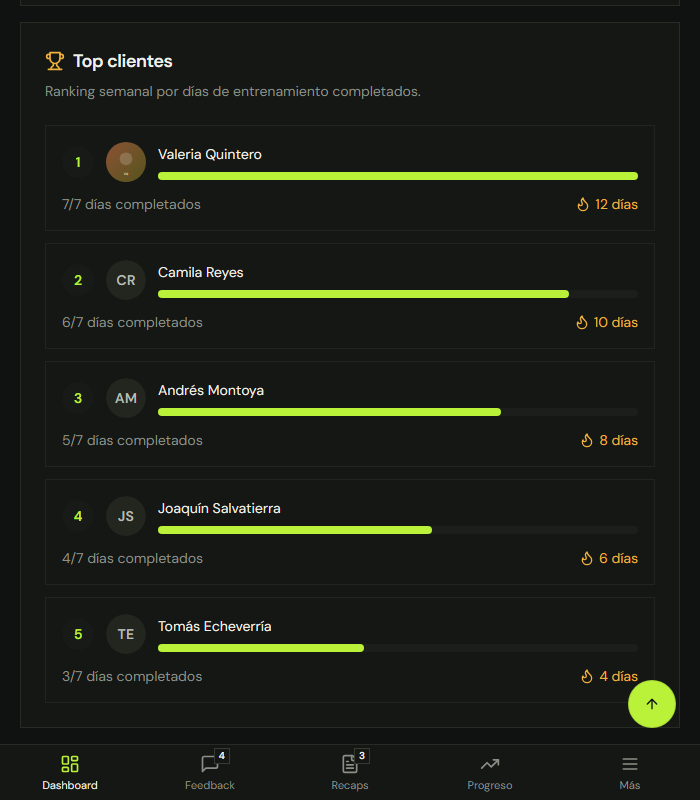 Top clientes
Ranking semanal por días de entrenamiento completados.
1
Valeria Quintero
7/7 días completados
12 días
2
CR
Camila Reyes
6/7 días completados
10 días
3
AM
Andrés Montoya
5/7 días completados
8 días
4
JS
Joaquín Salvatierra
4/7 días completados
6 días
5
TE
Tomás Echeverría
3/7 días completados
4 días
4
3
Dashboard
Feedback
Recaps
Progreso
Más